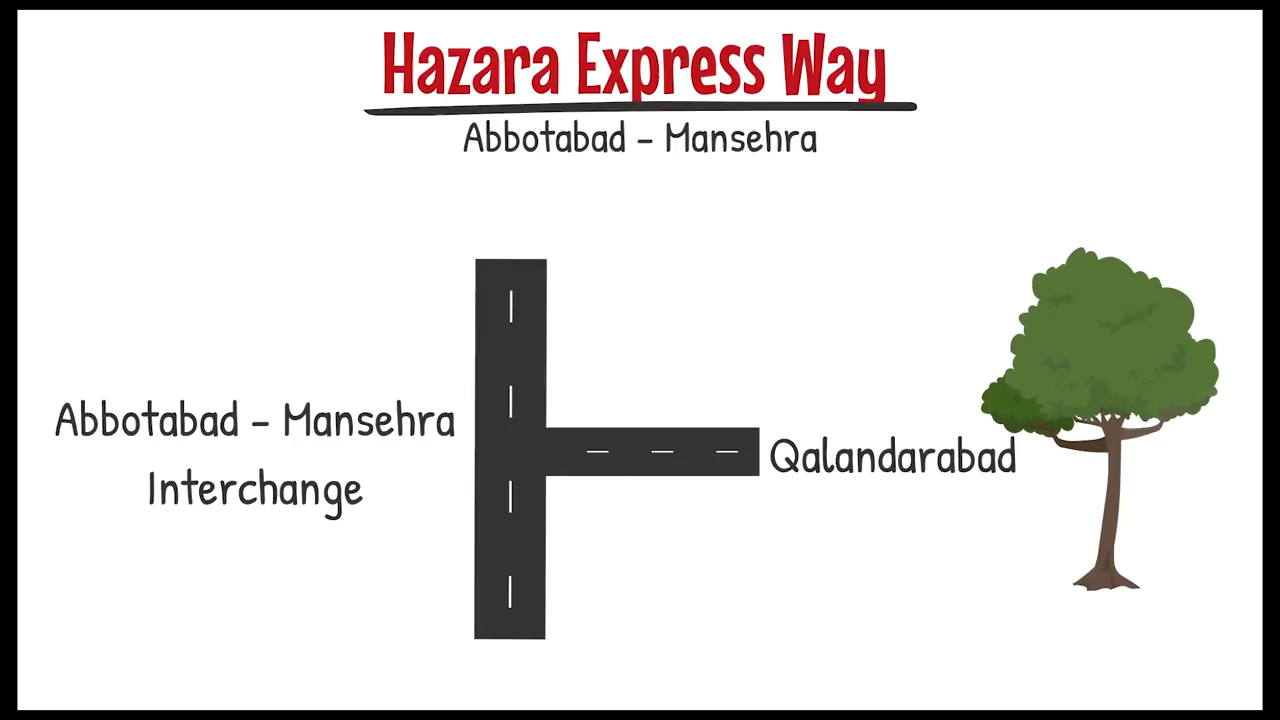 Hazara Express Way
Abbotabad - Mansehra
Abbotabad - Mansehra
Interchange
Qalandarabad